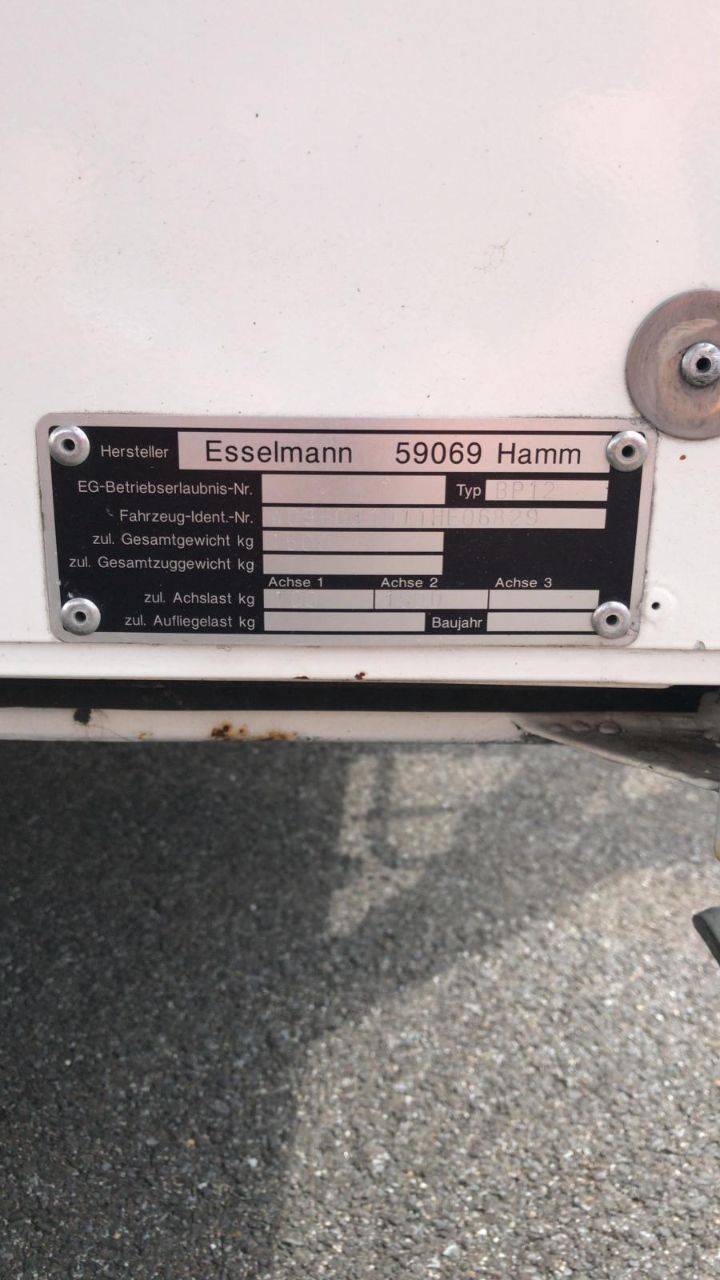 Hersteller Esselmann 59069 Hamm
EG-Betriebserlaubnis-Nr. Typ BP12
Fahrzeug-Ident.-Nr.
zul. Gesamtgewicht kg
zul. Gesamtzuggewicht kg
Achse 1 Achse 2 Achse 3
zul. Achslast kg
zul. Aufliegelast kg Baujahr